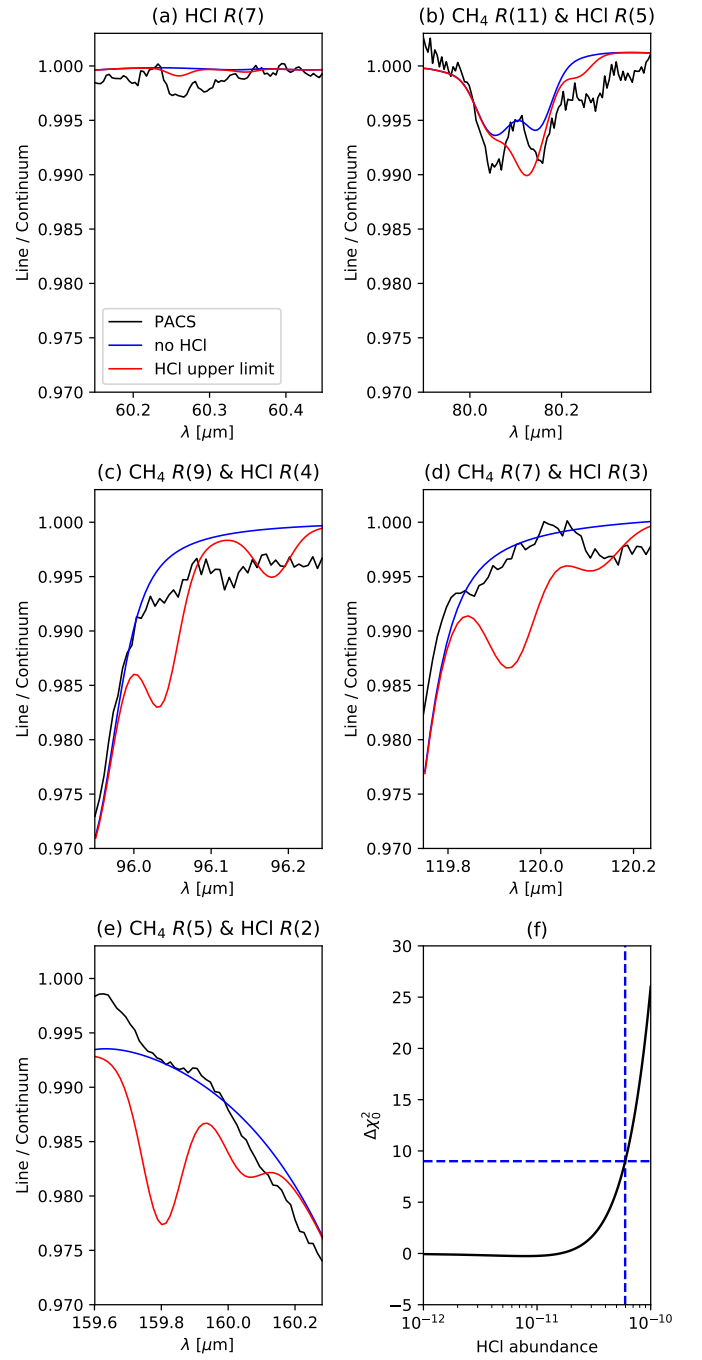 (a) HCl R(7)
1.000
0.995
0.990
0.985
0.980
0.975
0.970
Line / Continuum
PACS
no HCl
HCl upper limit
60.2 60.3 60.4
λ [μm]
(b) CH₄ R(11) & HCl R(5)
1.000
0.995
0.990
0.985
0.980
0.975
0.970
Line / Continuum
80.0 80.2
λ [μm]
(c) CH₄ R(9) & HCl R(4)
1.000
0.995
0.990
0.985
0.980
0.975
0.970
Line / Continuum
96.0 96.1 96.2
λ [μm]
(d) CH₄ R(7) & HCl R(3)
1.000
0.995
0.990
0.985
0.980
0.975
0.970
Line / Continuum
119.8 120.0 120.2
λ [μm]
(e) CH₄ R(5) & HCl R(2)
1.000
0.995
0.990
0.985
0.980
0.975
0.970
Line / Continuum
159.6 159.8 160.0 160.2
λ [μm]
(f)
30
25
20
15
10
5
0
−5
Δχ₀²
10⁻¹² 10⁻¹¹ 10⁻¹⁰
HCl abundance